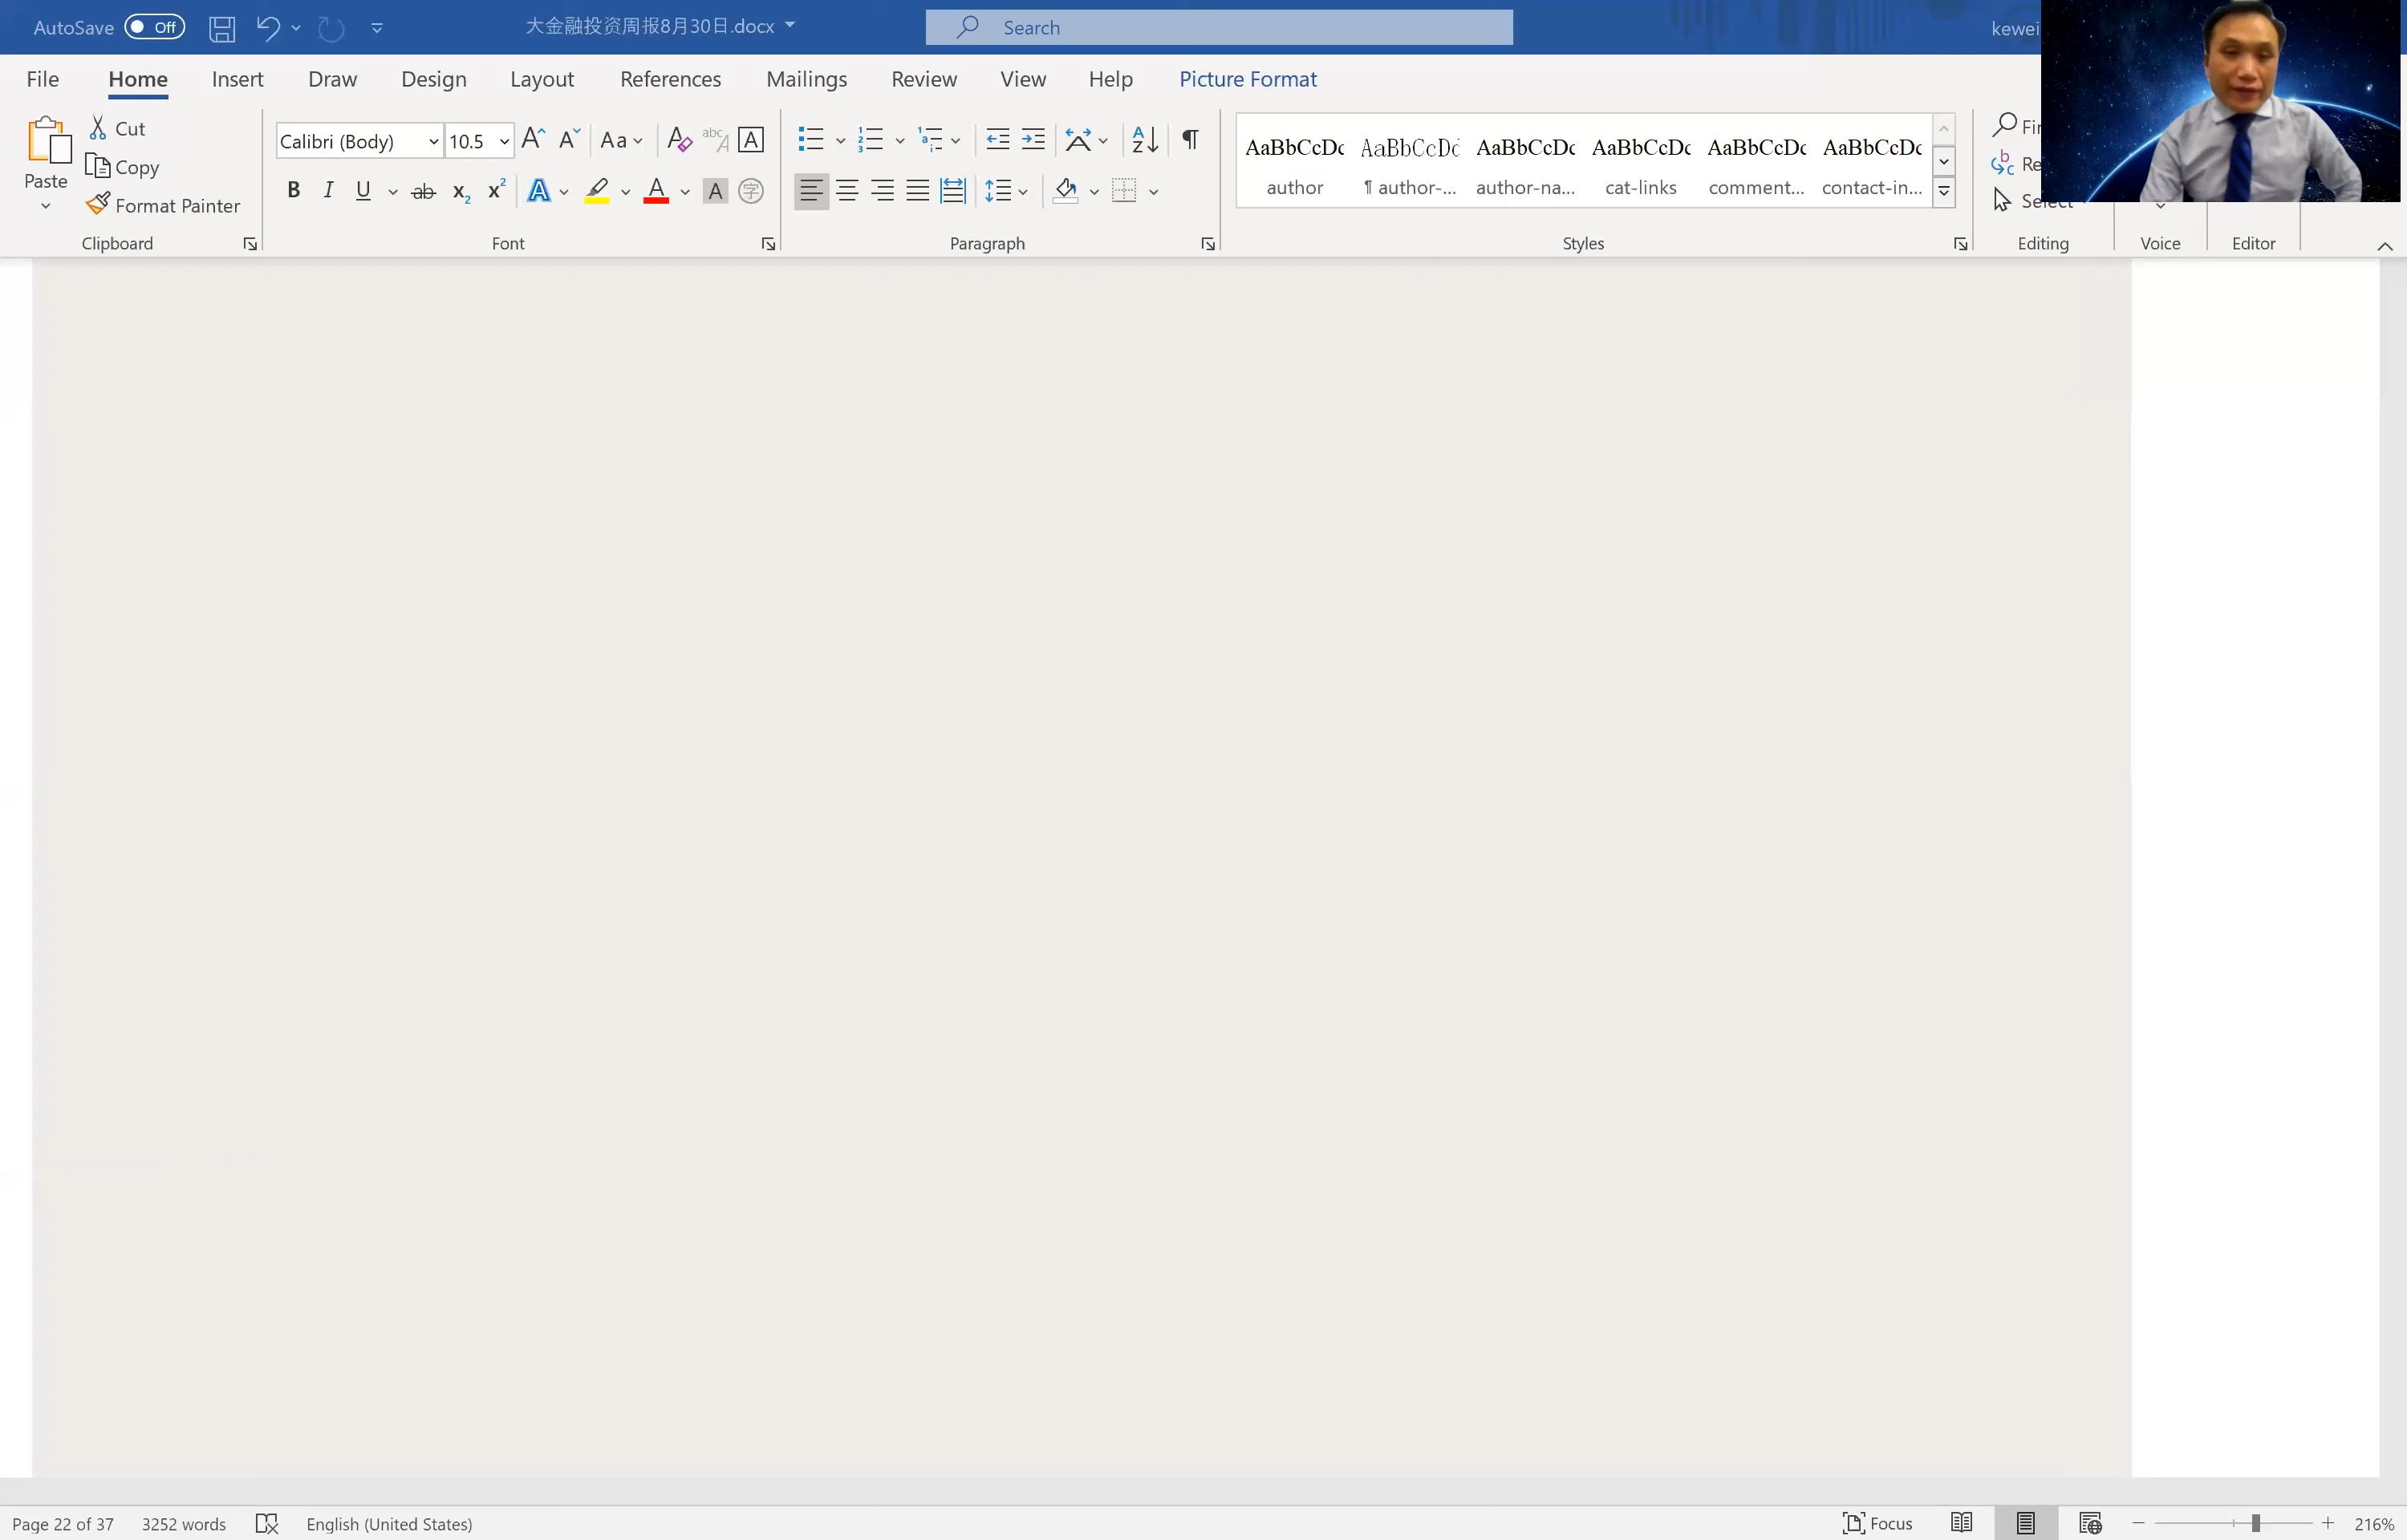 AutoSave Off 大金融投资周报8月30日.docx Search kewei
File Home Insert Draw Design Layout References Mailings Review View Help Picture Format
Paste
Cut
Copy
Format Painter
Clipboard
Calibri (Body) 10.5
Font
Paragraph
AaBbCcDc AaBbCcDc AaBbCcDc AaBbCcDc AaBbCcDc AaBbCcDc
author ¶ author-... author-na... cat-links comment... contact-in...
Styles
Select
Editing
Voice
Editor
Page 22 of 37 3252 words English (United States) Focus 216%